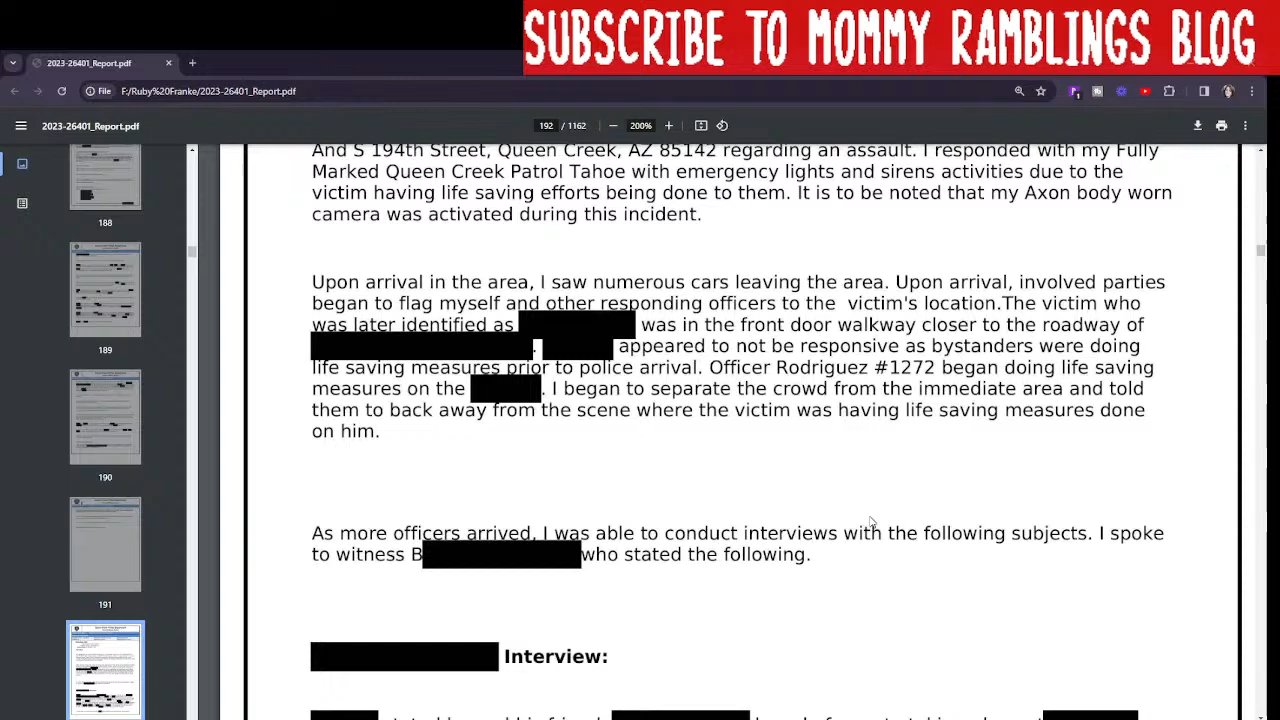 SUBSCRIBE TO MOMMY RAMBLINGS BLOG
2023-26401_Report.pdf
File F:/Ruby%20Franke/2023-26401_Report.pdf
2023-26401_Report.pdf 192 / 1162 200%
And S 194th Street, Queen Creek, AZ 85142 regarding an assault. I responded with my Fully
Marked Queen Creek Patrol Tahoe with emergency lights and sirens activities due to the
victim having life saving efforts being done to them. It is to be noted that my Axon body worn
camera was activated during this incident.
Upon arrival in the area, I saw numerous cars leaving the area. Upon arrival, involved parties
began to flag myself and other responding officers to the victim's location.The victim who
was later identified as was in the front door walkway closer to the roadway of
. appeared to not be responsive as bystanders were doing
life saving measures prior to police arrival. Officer Rodriguez #1272 began doing life saving
measures on the . I began to separate the crowd from the immediate area and told
them to back away from the scene where the victim was having life saving measures done
on him.
As more officers arrived, I was able to conduct interviews with the following subjects. I spoke
to witness B who stated the following.
Interview:
188
189
190
191